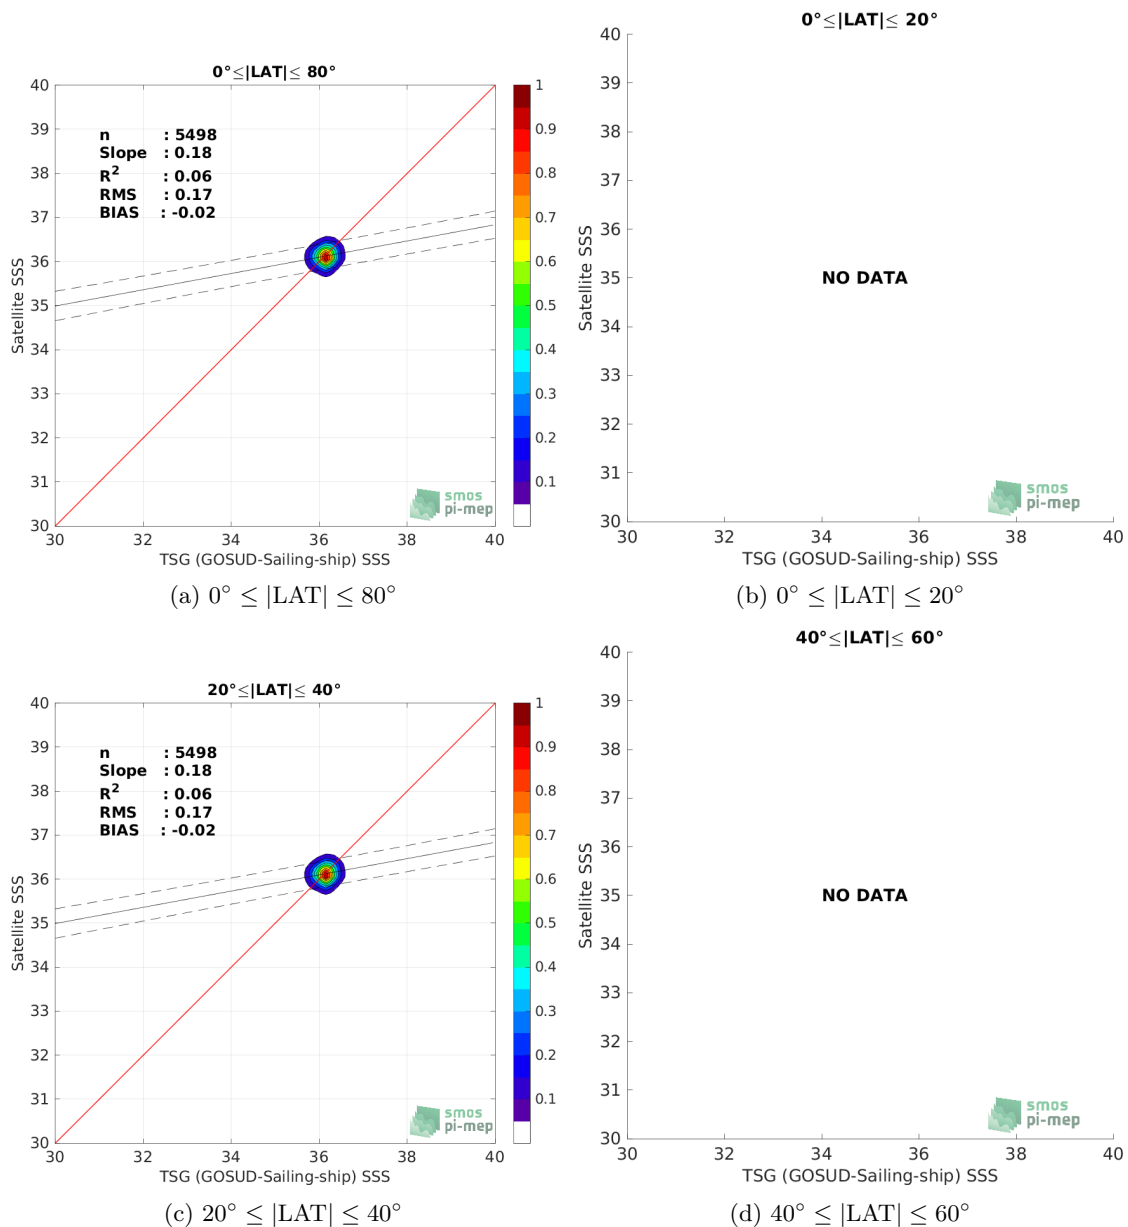 0°≤|LAT|≤ 80°
40
39
38
37
36
35
34
33
32
31
30
Satellite SSS
n : 5498
Slope : 0.18
R² : 0.06
RMS : 0.17
BIAS : -0.02
1
0.9
0.8
0.7
0.6
0.5
0.4
0.3
0.2
0.1
smos
pi-mep
30 32 34 36 38 40
TSG (GOSUD-Sailing-ship) SSS
(a) 0° ≤ |LAT| ≤ 80°
0°≤|LAT|≤ 20°
40
39
38
37
36
35
34
33
32
31
30
Satellite SSS
NO DATA
smos
pi-mep
30 32 34 36 38 40
TSG (GOSUD-Sailing-ship) SSS
(b) 0° ≤ |LAT| ≤ 20°
20°≤|LAT|≤ 40°
40
39
38
37
36
35
34
33
32
31
30
Satellite SSS
n : 5498
Slope : 0.18
R² : 0.06
RMS : 0.17
BIAS : -0.02
1
0.9
0.8
0.7
0.6
0.5
0.4
0.3
0.2
0.1
smos
pi-mep
30 32 34 36 38 40
TSG (GOSUD-Sailing-ship) SSS
(c) 20° ≤ |LAT| ≤ 40°
40°≤|LAT|≤ 60°
40
39
38
37
36
35
34
33
32
31
30
Satellite SSS
NO DATA
smos
pi-mep
30 32 34 36 38 40
TSG (GOSUD-Sailing-ship) SSS
(d) 40° ≤ |LAT| ≤ 60°